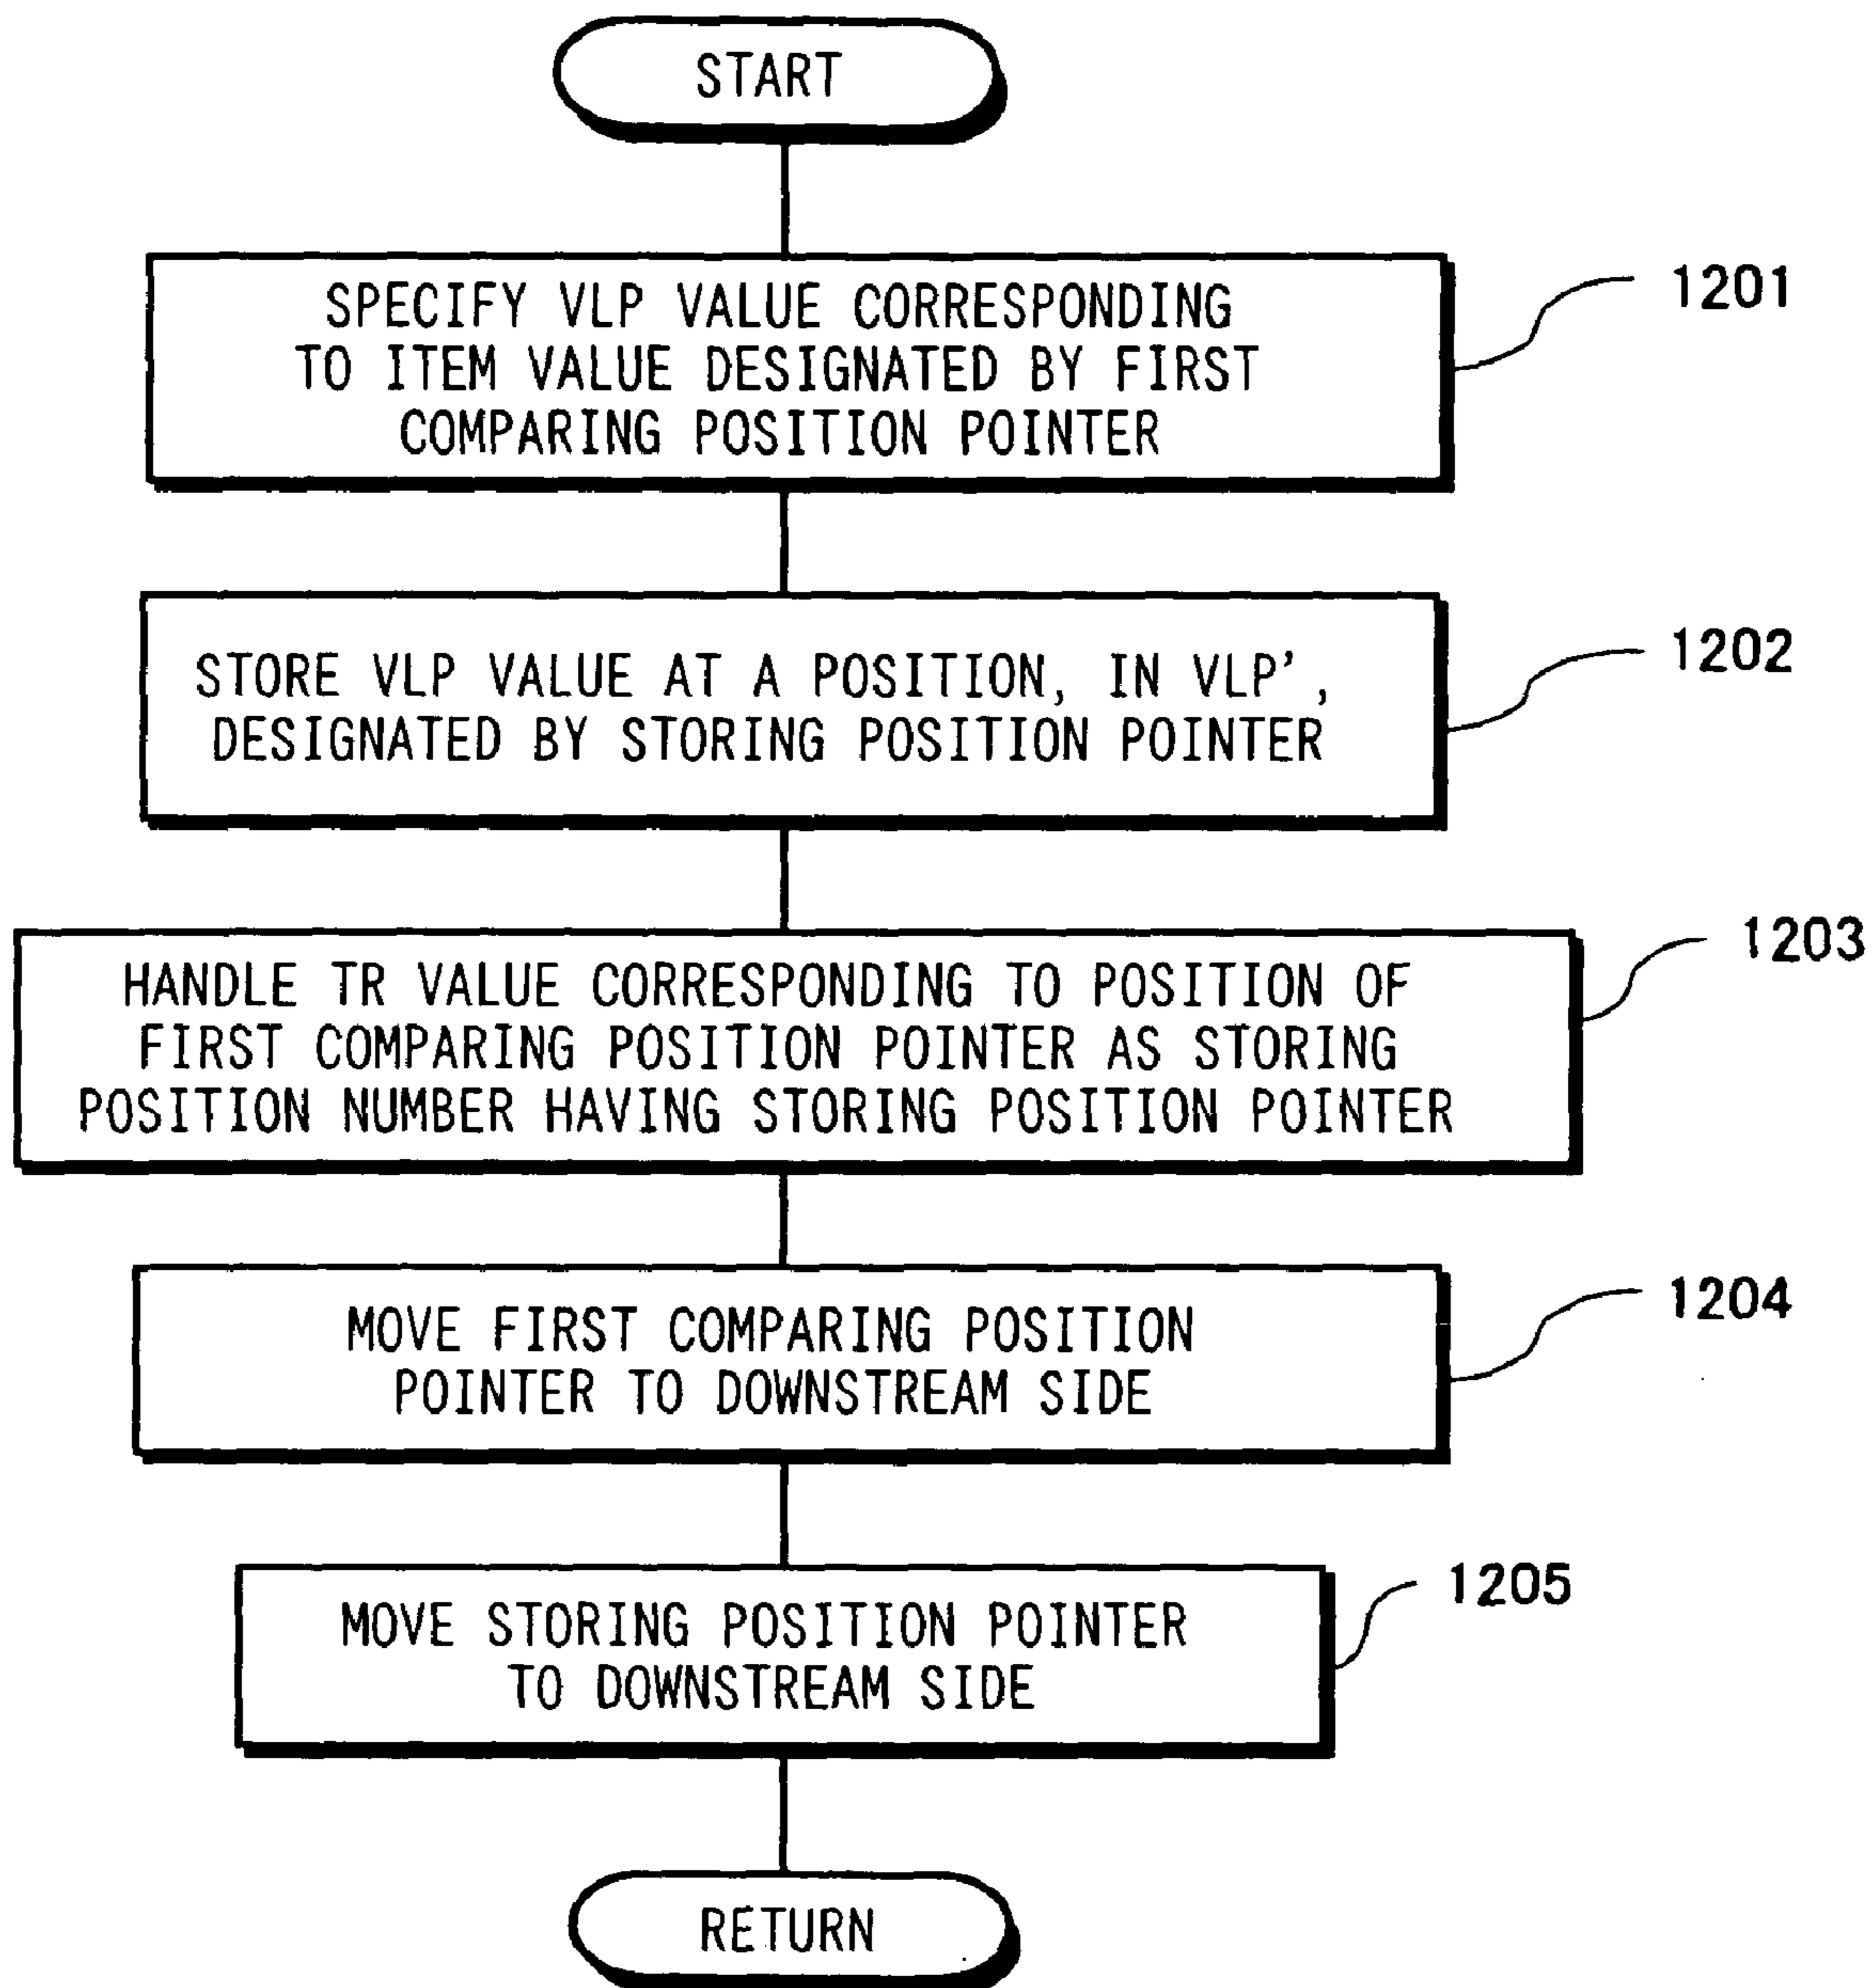 START
SPECIFY VLP VALUE CORRESPONDING
TO ITEM VALUE DESIGNATED BY FIRST
COMPARING POSITION POINTER
1201
STORE VLP VALUE AT A POSITION, IN VLP',
DESIGNATED BY STORING POSITION POINTER
1202
HANDLE TR VALUE CORRESPONDING TO POSITION OF
FIRST COMPARING POSITION POINTER AS STORING
POSITION NUMBER HAVING STORING POSITION POINTER
1203
MOVE FIRST COMPARING POSITION
POINTER TO DOWNSTREAM SIDE
1204
MOVE STORING POSITION POINTER
TO DOWNSTREAM SIDE
1205
RETURN